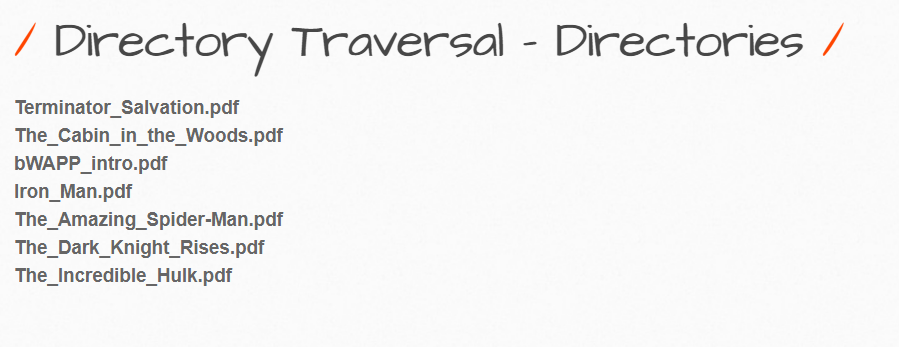 / Directory Traversal - Directories /
Terminator_Salvation.pdf
The_Cabin_in_the_Woods.pdf
bWAPP_intro.pdf
Iron_Man.pdf
The_Amazing_Spider-Man.pdf
The_Dark_Knight_Rises.pdf
The_Incredible_Hulk.pdf